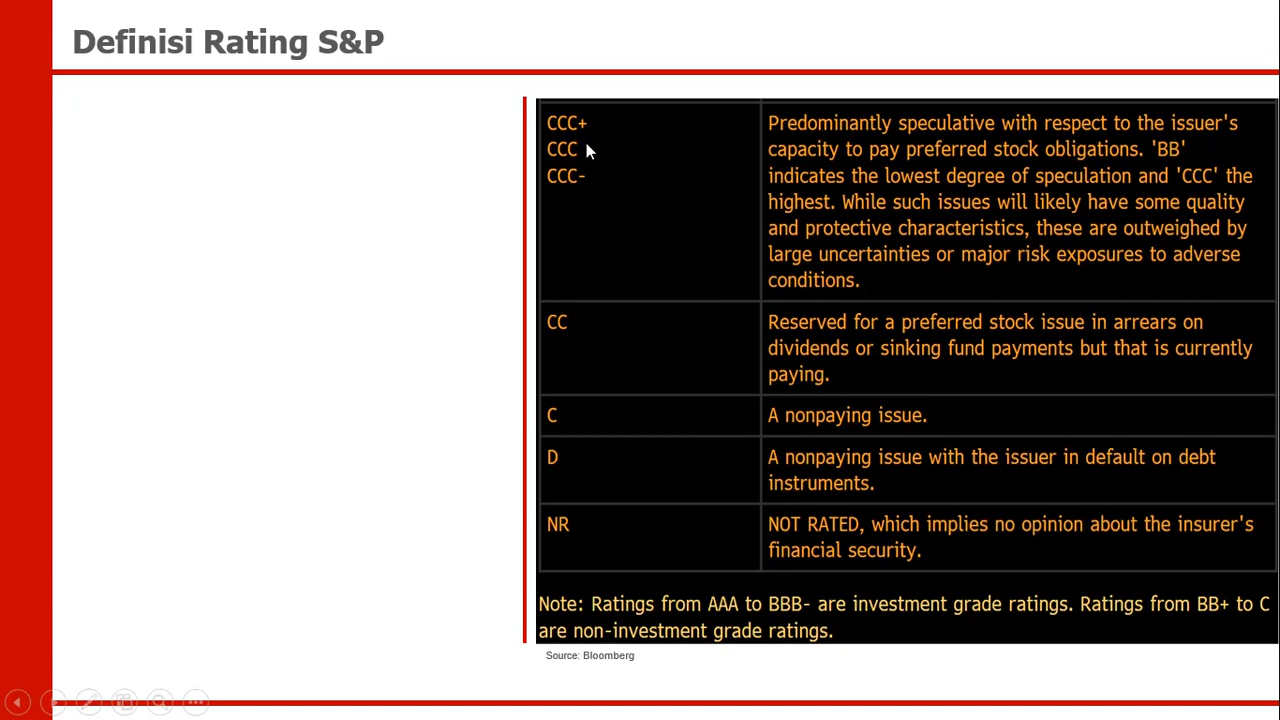 Definisi Rating S&P
CCC+
CCC
CCC-
Predominantly speculative with respect to the issuer's
capacity to pay preferred stock obligations. 'BB'
indicates the lowest degree of speculation and 'CCC' the
highest. While such issues will likely have some quality
and protective characteristics, these are outweighed by
large uncertainties or major risk exposures to adverse
conditions.
CC
Reserved for a preferred stock issue in arrears on
dividends or sinking fund payments but that is currently
paying.
C
A nonpaying issue.
D
A nonpaying issue with the issuer in default on debt
instruments.
NR
NOT RATED, which implies no opinion about the insurer's
financial security.
Note: Ratings from AAA to BBB- are investment grade ratings. Ratings from BB+ to C
are non-investment grade ratings.
Source: Bloomberg